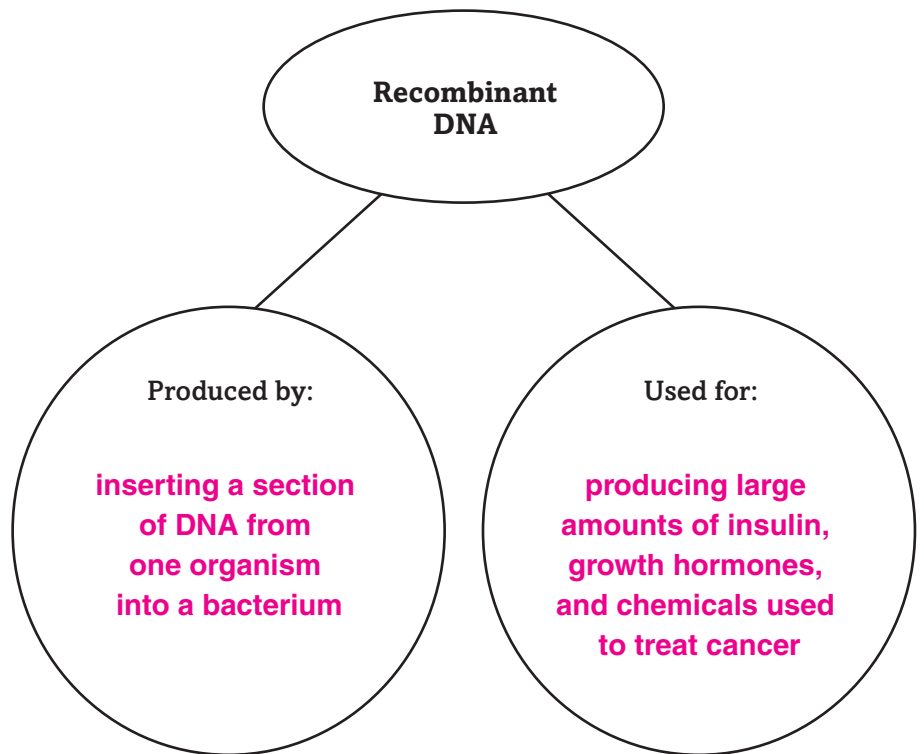 Recombinant
DNA
Produced by:
inserting a section
of DNA from
one organism
into a bacterium
Used for:
producing large
amounts of insulin,
growth hormones,
and chemicals used
to treat cancer